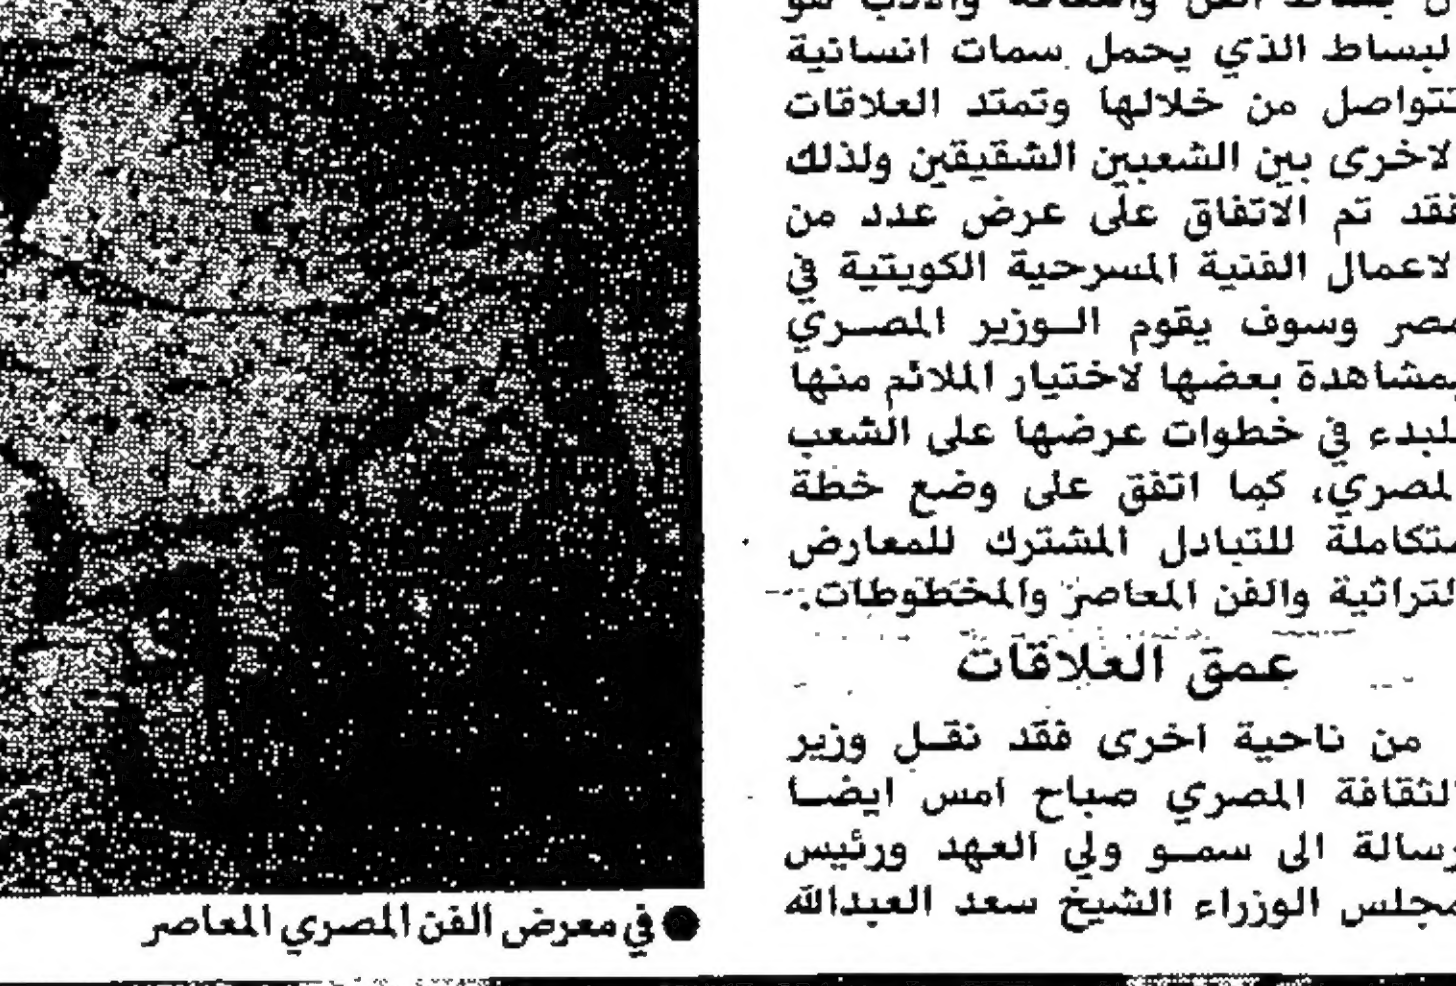 البساط الذي يحمل سمات انسانية
تتواصل من خلالها وتمتد العلاقات
الاخرى بين الشعبين الشقيقين ولذلك
فقد تم الاتفاق على عرض عدد من
الاعمال الفنية المسرحية الكويتية في
مصر وسوف يقوم الوزير المصري
بمشاهدة بعضها لاختيار الملائم منها
للبدء في خطوات عرضها على الشعب
المصري، كما اتفق على وضع خطة
متكاملة للتبادل المشترك للمعارض
التراثية والفن المعاصر والمخطوطات.
عمق العلاقات
من ناحية اخرى فقد نقل وزير
الثقافة المصري صباح امس ايضا
رسالة الى سمو ولي العهد ورئيس
مجلس الوزراء الشيخ سعد العبدالله
● في معرض الفن المصري المعاصر